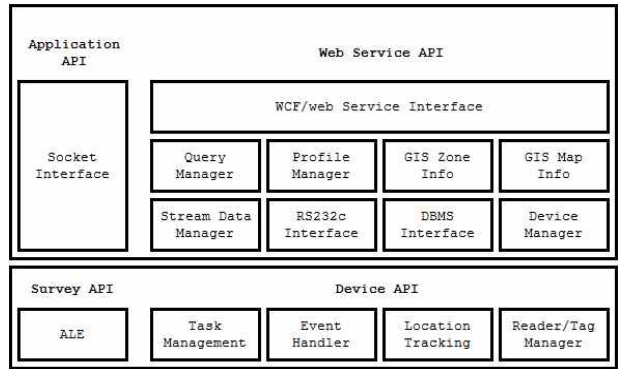 Application
API
Web Service API
WCF/web Service Interface
Socket
Interface
Query
Manager
Profile
Manager
GIS Zone
Info
GIS Map
Info
Stream Data
Manager
RS232c
Interface
DBMS
Interface
Device
Manager
Survey API
Device API
ALE
Task
Management
Event
Handler
Location
Tracking
Reader/Tag
Manager